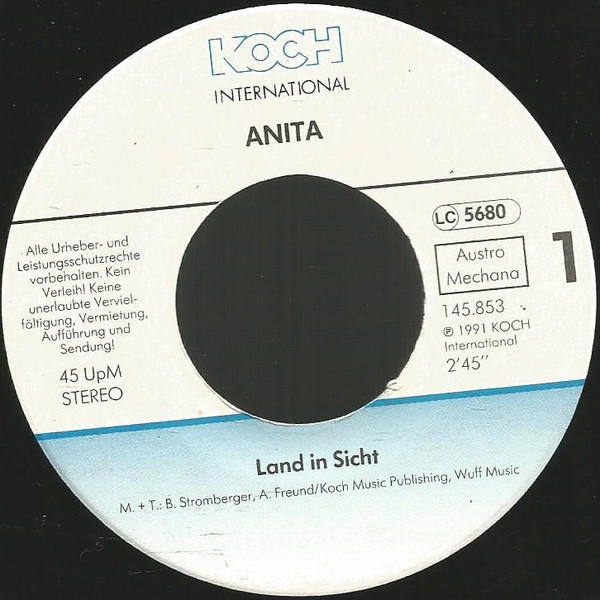 KOCH
INTERNATIONAL
ANITA
Alle Urheber- und
Leistungsschutzrechte
vorbehalten. Kein
Verleih! Keine
unerlaubte Verviel-
fältigung, Vermietung,
Aufführung und
Sendung!
45 UpM
STEREO
LC 5680
Austro
Mechana
1
145.853
℗ 1991 KOCH
International
2'45''
Land in Sicht
M. + T.: B. Stromberger, A. Freund/Koch Music Publishing, Wuff Music